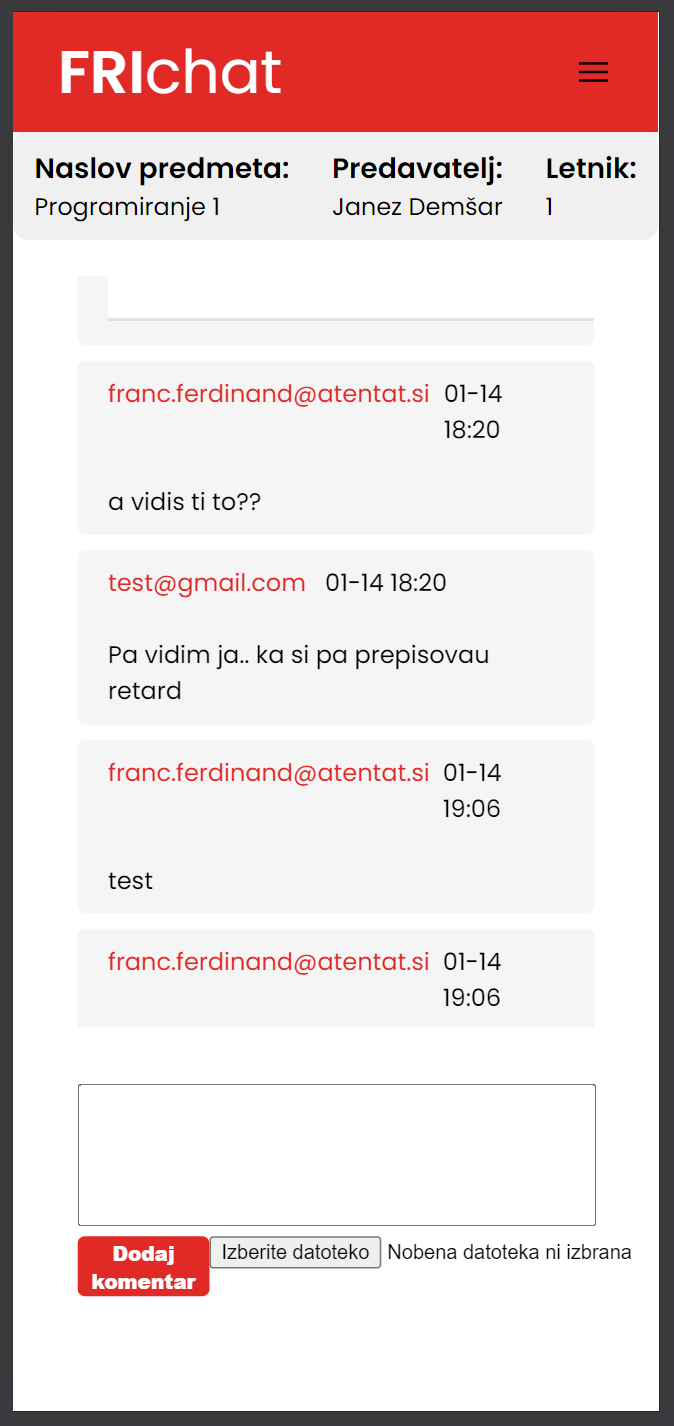 FRIchat
Naslov predmeta: Predavatelj: Letnik:
Programiranje 1 Janez Demšar 1
franc.ferdinand@atentat.si 01-14
18:20
a vidis ti to??
test@gmail.com 01-14 18:20
Pa vidim ja.. ka si pa prepisovau
retard
franc.ferdinand@atentat.si 01-14
19:06
test
franc.ferdinand@atentat.si 01-14
19:06
Dodaj
komentar
Izberite datoteko Nobena datoteka ni izbrana